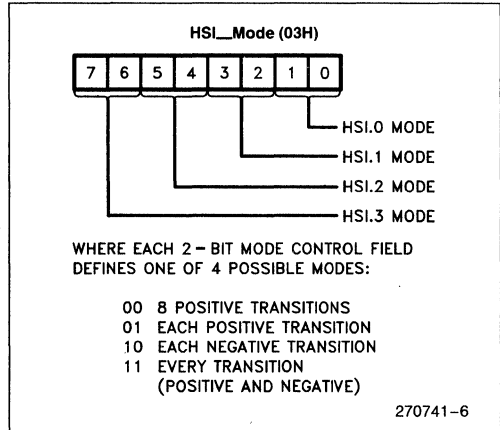 HSI__Mode (03H)
7 6 5 4 3 2 1 0
HSI.0 MODE
HSI.1 MODE
HSI.2 MODE
HSI.3 MODE
WHERE EACH 2 – BIT MODE CONTROL FIELD
DEFINES ONE OF 4 POSSIBLE MODES:
00 8 POSITIVE TRANSITIONS
01 EACH POSITIVE TRANSITION
10 EACH NEGATIVE TRANSITION
11 EVERY TRANSITION
(POSITIVE AND NEGATIVE)
270741–6